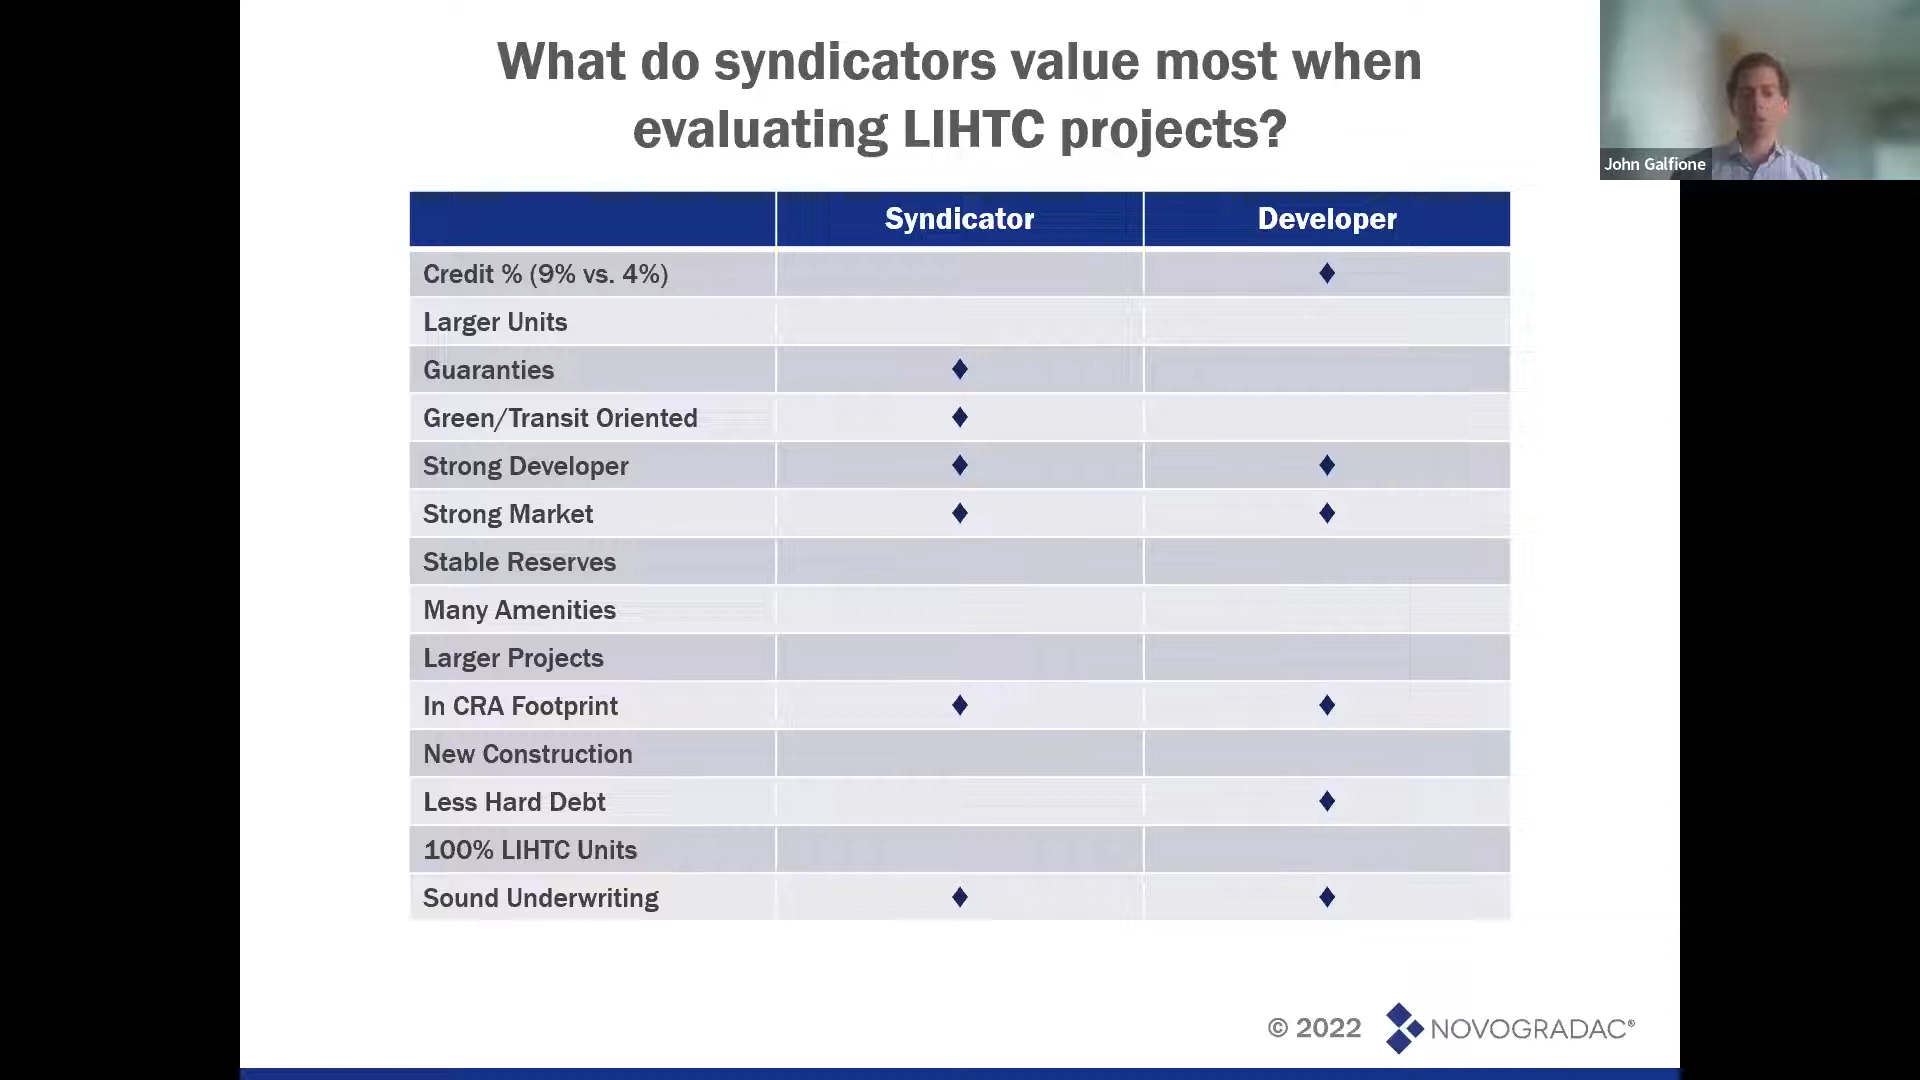 What do syndicators value most when
evaluating LIHTC projects?
John Galfione
Syndicator Developer
Credit % (9% vs. 4%) ♦
Larger Units
Guaranties ♦
Green/Transit Oriented ♦
Strong Developer ♦ ♦
Strong Market ♦ ♦
Stable Reserves
Many Amenities
Larger Projects
In CRA Footprint ♦ ♦
New Construction
Less Hard Debt ♦
100% LIHTC Units
Sound Underwriting ♦ ♦
© 2022 NOVOGRADAC®